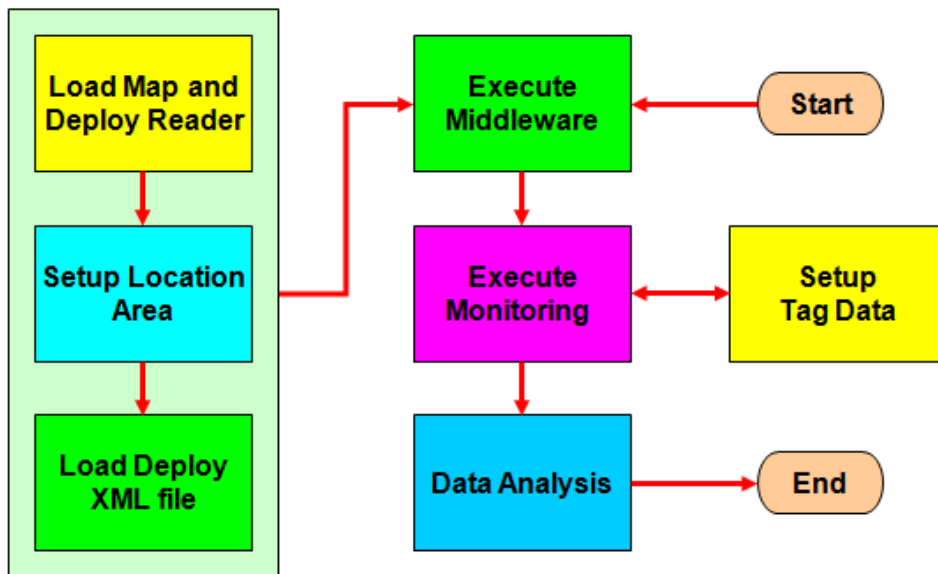 Load Map and
Deploy Reader
Setup Location
Area
Load Deploy
XML file
Execute
Middleware
Start
Execute
Monitoring
Setup
Tag Data
Data Analysis
End